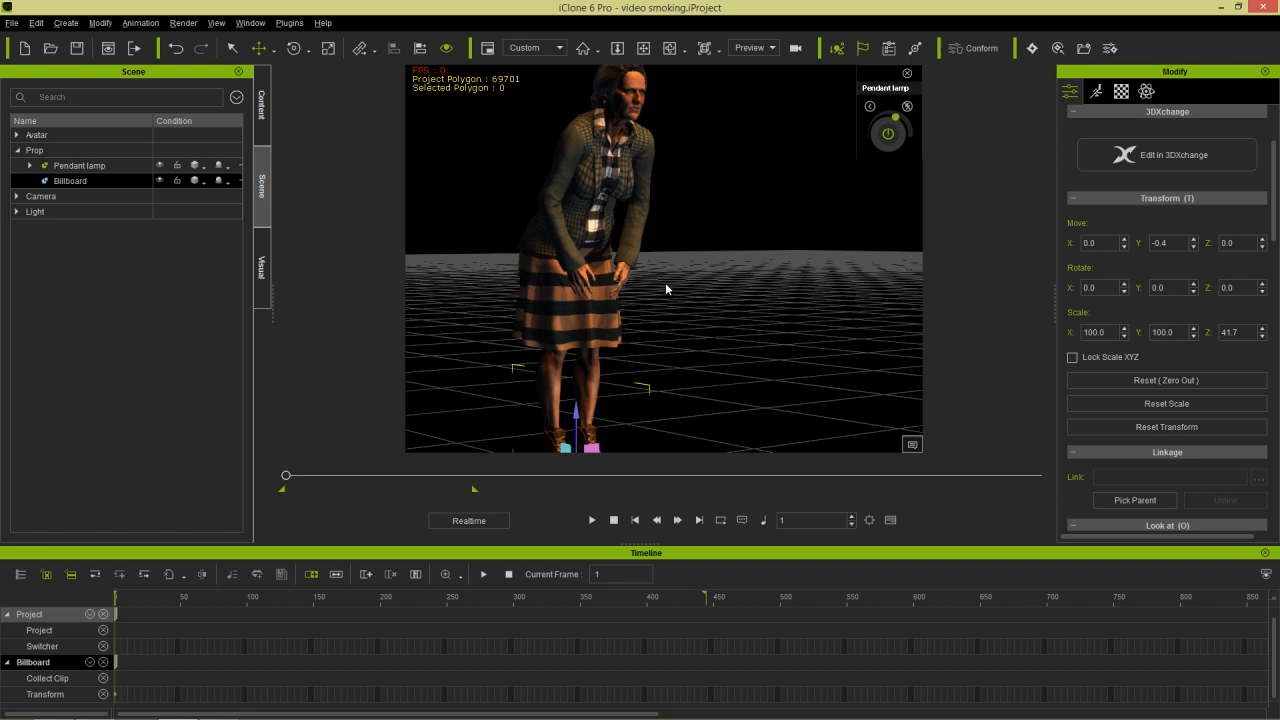 iClone 6 Pro - video smoking.iProject
File Edit Create Modify Animation Render View Window Plugins Help
Custom
Preview
Conform
Scene
Search
Name Condition
Avatar
Prop
Pendant lamp
Billboard
Camera
Light
Content
Scene
Visual
FPS : 0
Project Polygon : 69701
Selected Polygon : 0
Pendant lamp
Realtime
1
Modify
3DXchange
Edit in 3DXchange
Transform (T)
Move:
X: 0.0 Y: -0.4 Z: 0.0
Rotate:
X: 0.0 Y: 0.0 Z: 0.0
Scale:
X: 100.0 Y: 100.0 Z: 41.7
Lock Scale XYZ
Reset ( Zero Out )
Reset Scale
Reset Transform
Linkage
Link:
...
Pick Parent Unlink
Look at (O)
Timeline
Current Frame : 1
50 100 150 200 250 300 350 400 450 500 550 600 650 700 750 800 850
Project
Project
Switcher
Billboard
Collect Clip
Transform